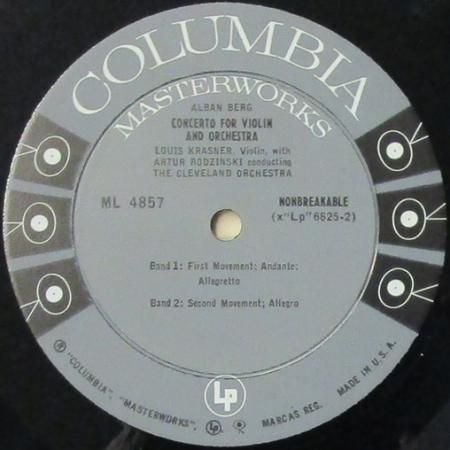 COLUMBIA
MASTERWORKS
ALBAN BERG
CONCERTO FOR VIOLIN
AND ORCHESTRA
LOUIS KRASNER, Violin, with
ARTUR RODZINSKI conducting
THE CLEVELAND ORCHESTRA
ML 4857
NONBREAKABLE
(x"Lp"6625-2)
Band 1: First Movement; Andante;
Allegretto
Band 2: Second Movement; Allegro
Lp
"COLUMBIA", "MASTERWORKS", Lp, MARCAS REG. MADE IN U.S.A.